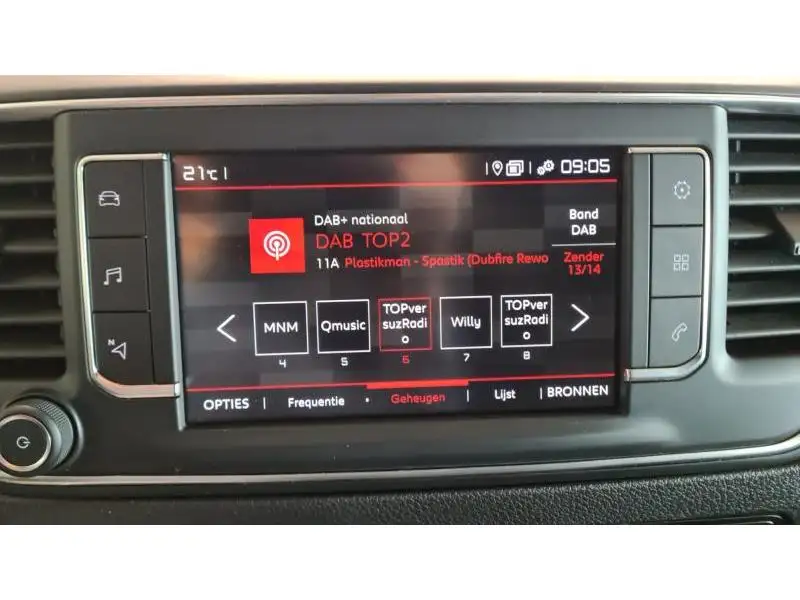 21°C |
| 09:05
DAB+ nationaal
DAB TOP2
11A Plastikman - Spastik (Dubfire Rewo
Band
DAB
Zender
13/14
MNM
4
Qmusic
5
TOPver
suzRadi
o
6
Willy
7
TOPver
suzRadi
o
8
OPTIES | Frequentie · Geheugen | Lijst | BRONNEN
N